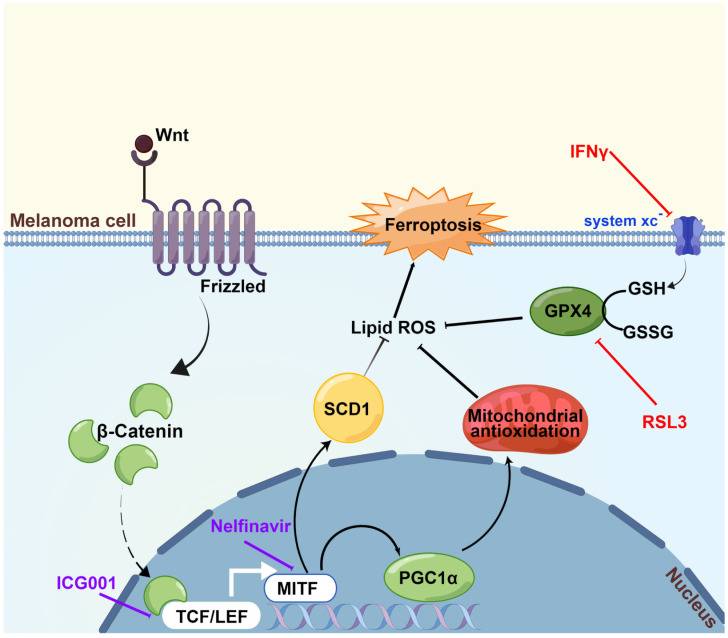 Wnt
IFNγ
Melanoma cell
Ferroptosis
system xc⁻
Frizzled
GSH
GPX4
Lipid ROS
GSSG
SCD1
Mitochondrial
antioxidation
RSL3
β-Catenin
Nelfinavir
ICG001
MITF
PGC1α
TCF/LEF
Nucleus